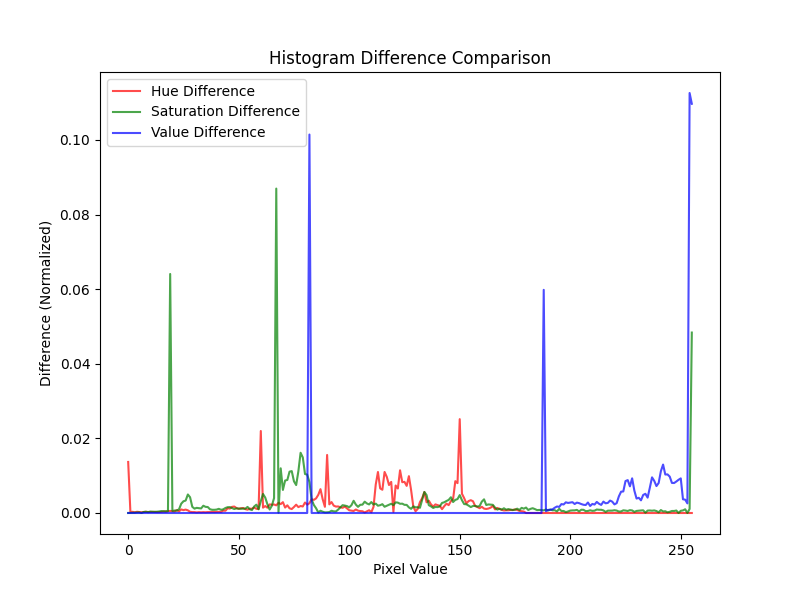 Histogram Difference Comparison
Hue Difference
Saturation Difference
Value Difference
Difference (Normalized)
0.10
0.08
0.06
0.04
0.02
0.00
0 50 100 150 200 250
Pixel Value